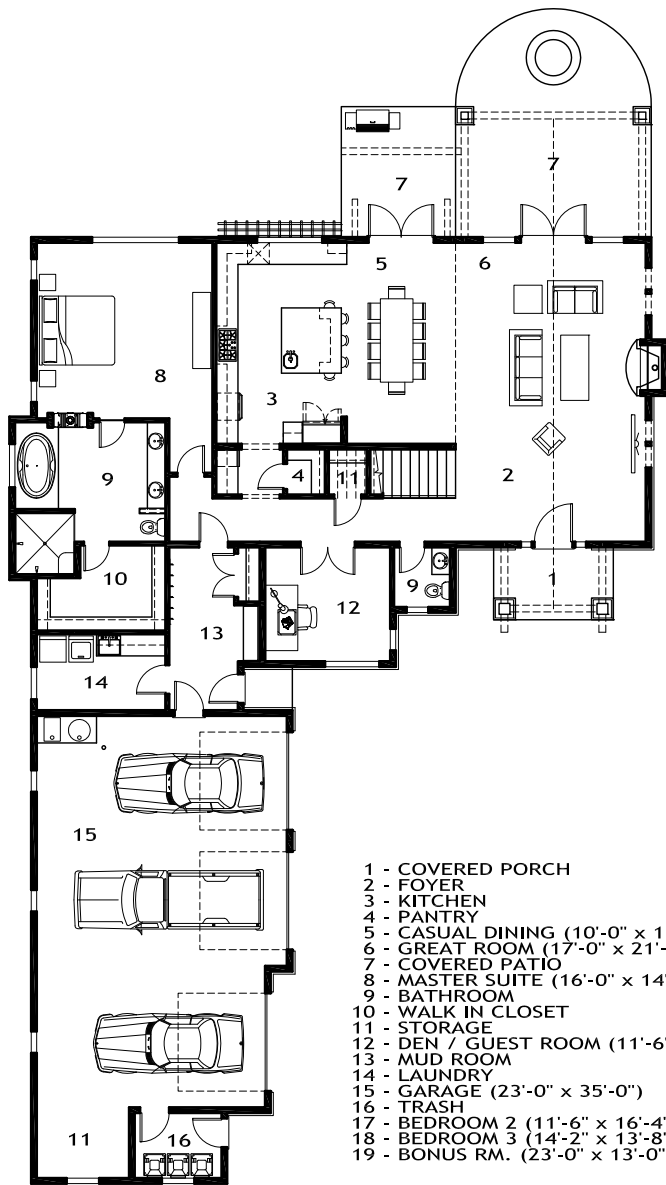 7
7
5
6
8
3
9
4
11
2
10
9
1
12
13
14
15
11
16
1 - COVERED PORCH
2 - FOYER
3 - KITCHEN
4 - PANTRY
5 - CASUAL DINING (10'-0" x 1
6 - GREAT ROOM (17'-0" x 21'-
7 - COVERED PATIO
8 - MASTER SUITE (16'-0" x 14'
9 - BATHROOM
10 - WALK IN CLOSET
11 - STORAGE
12 - DEN / GUEST ROOM (11'-6"
13 - MUD ROOM
14 - LAUNDRY
15 - GARAGE (23'-0" x 35'-0")
16 - TRASH
17 - BEDROOM 2 (11'-6" x 16'-4"
18 - BEDROOM 3 (14'-2" x 13'-8"
19 - BONUS RM. (23'-0" x 13'-0"